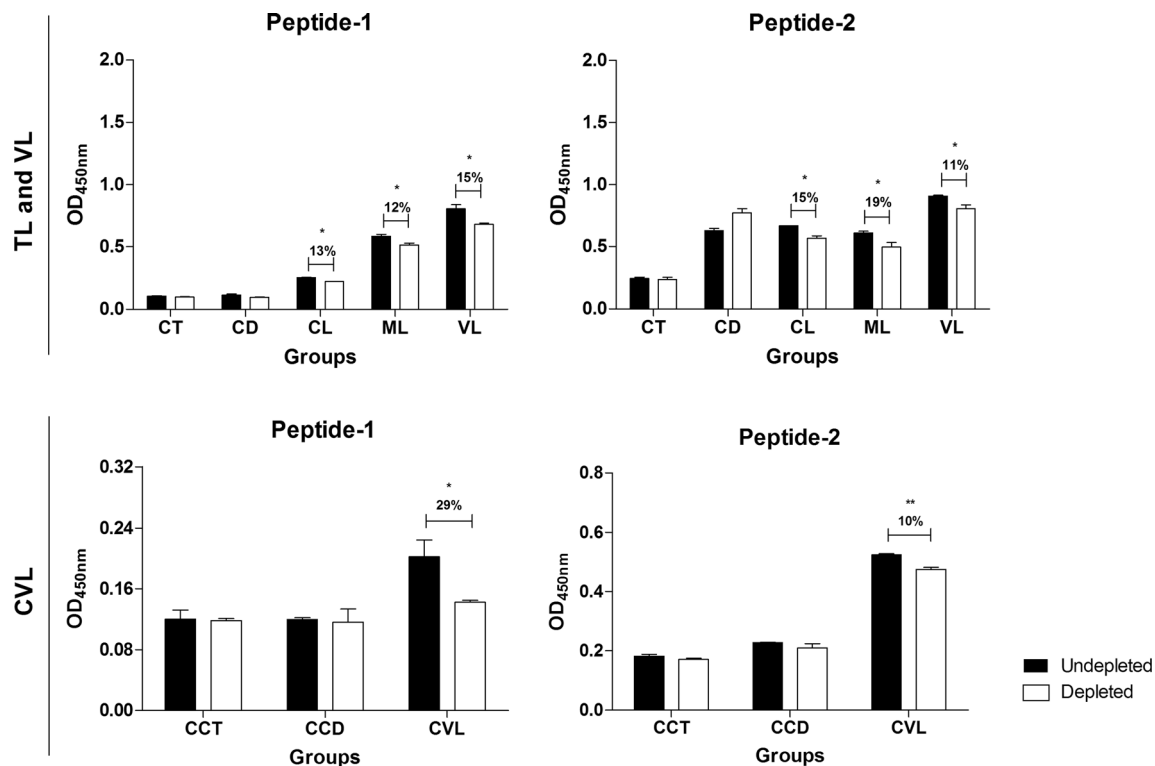 TL and VL
Peptide-1
OD450nm
2.0
1.5
1.0
0.5
0.0
*
13%
*
12%
*
15%
CT CD CL ML VL
Groups
Peptide-2
OD450nm
2.0
1.5
1.0
0.5
0.0
*
15%
*
19%
*
11%
CT CD CL ML VL
Groups
CVL
Peptide-1
OD450nm
0.32
0.24
0.16
0.08
0.00
*
29%
CCT CCD CVL
Groups
Peptide-2
OD450nm
0.8
0.6
0.4
0.2
0.0
**
10%
CCT CCD CVL
Groups
Undepleted
Depleted